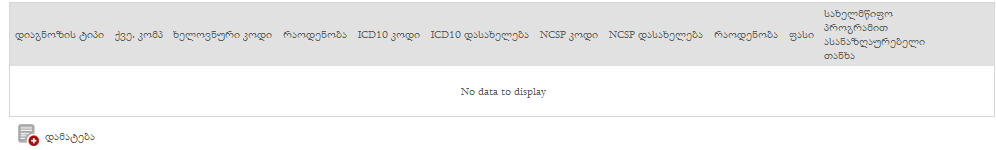 დიაგნოზის ტიპი ქვე. კომპ ხელოვნური კოდი რაოდენობა ICD10 კოდი ICD10 დასახელება NCSP კოდი NCSP დასახელება რაოდენობა ფასი სახელმწიფო
პროგრამით
ასანაზღაურებელი
თანხა
No data to display
დამატება